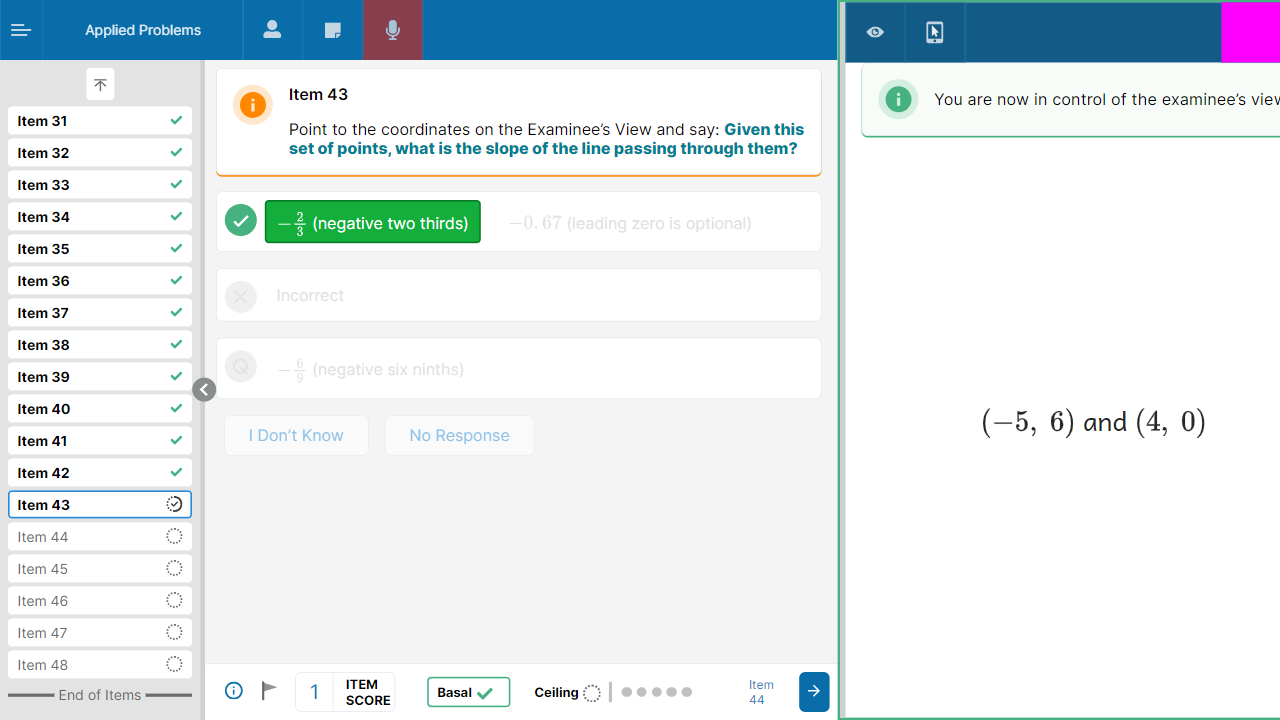 Applied Problems
Item 31
Item 32
Item 33
Item 34
Item 35
Item 36
Item 37
Item 38
Item 39
Item 40
Item 41
Item 42
Item 43
Item 44
Item 45
Item 46
Item 47
Item 48
End of Items
Item 43
Point to the coordinates on the Examinee’s View and say: Given this
set of points, what is the slope of the line passing through them?
−2/3 (negative two thirds) −0.67 (leading zero is optional)
Incorrect
Q −6/9 (negative six ninths)
I Don’t Know No Response
1 ITEM
SCORE
Basal
Ceiling
Item
44
You are now in control of the examinee’s view
(−5, 6) and (4, 0)